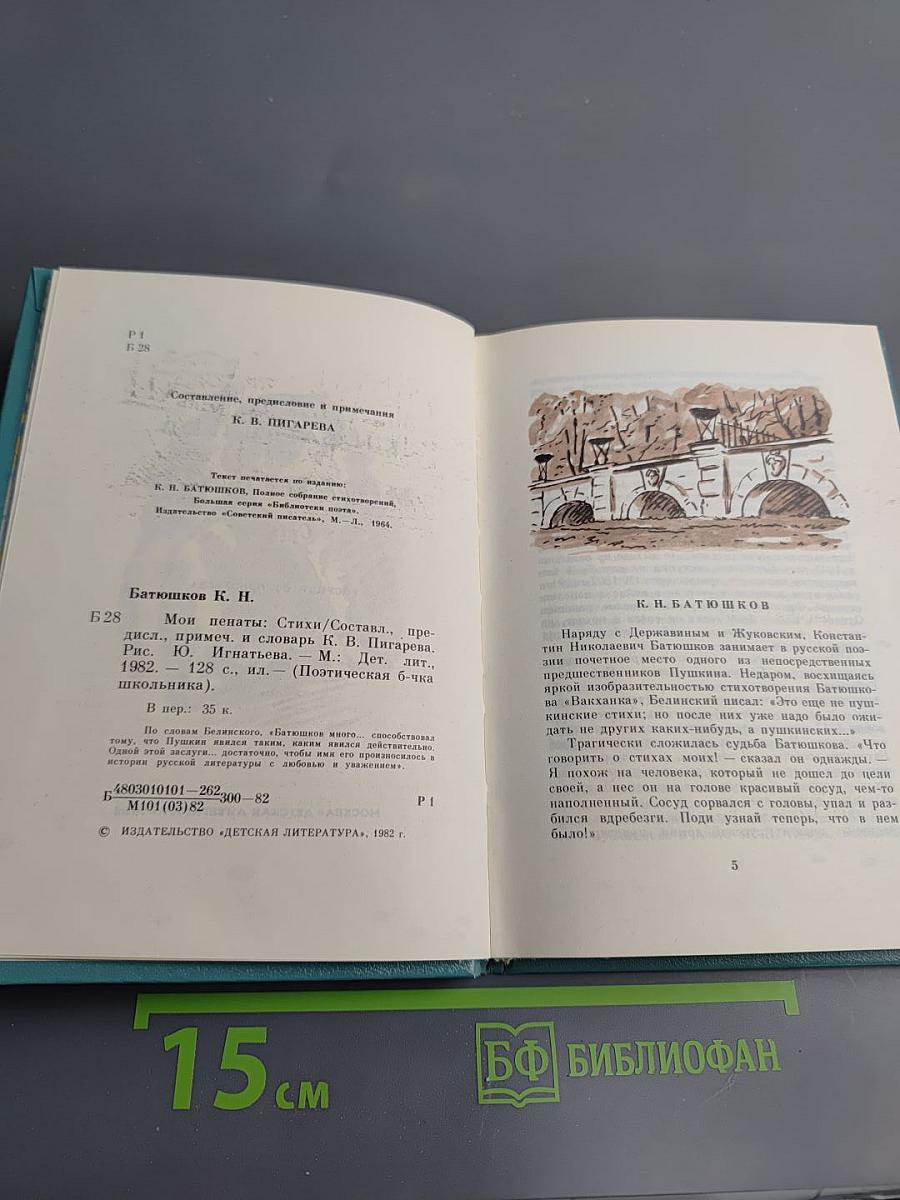 Р 1
Б 28
Составление, предисловие и примечания
К. В. ПИГАРЕВА
Текст печатается по изданию:
К. Н. БАТЮШКОВ, Полное собрание стихотворений,
Большая серия «Библиотеки поэта».
Издательство «Советский писатель», М.—Л., 1964.
Батюшков К. Н.
Б 28 Мои пенаты: Стихи/Составл., пре-
дисл., примеч. и словарь К. В. Пигарева.
Рис. Ю. Игнатьева. — М.: Дет. лит.,
1982. — 128 с., ил.— (Поэтическая б-чка
школьника).
В пер.: 35 к.
По словам Белинского, «Батюшков много... способствовал
тому, что Пушкин явился таким, каким явился действительно.
Одной этой заслуги... достаточно, чтобы имя его произносилось в
истории русской литературы с любовью и уважением».
Б 4803010101—262 300—82
М101(03)82
Р 1
© ИЗДАТЕЛЬСТВО «ДЕТСКАЯ ЛИТЕРАТУРА», 1982 г.
К. Н. БАТЮШКОВ
Наряду с Державиным и Жуковским, Констан-
тин Николаевич Батюшков занимает в русской поэ-
зии почетное место одного из непосредственных
предшественников Пушкина. Недаром, восхищаясь
яркой изобразительностью стихотворения Батюшко-
ва «Вакханка», Белинский писал: «Это еще не пуш-
кинские стихи; но после них уже надо было ожи-
дать не других каких-нибудь, а пушкинских...»
Трагически сложилась судьба Батюшкова. «Что
говорить о стихах моих! — сказал он однажды. —
Я похож на человека, который не дошел до цели
своей, а нес он на голове красивый сосуд, чем-то
наполненный. Сосуд сорвался с головы, упал и раз-
бился вдребезги. Поди узнай теперь, что в нем
было!»
5
15 см
БФ БИБЛИОФАН